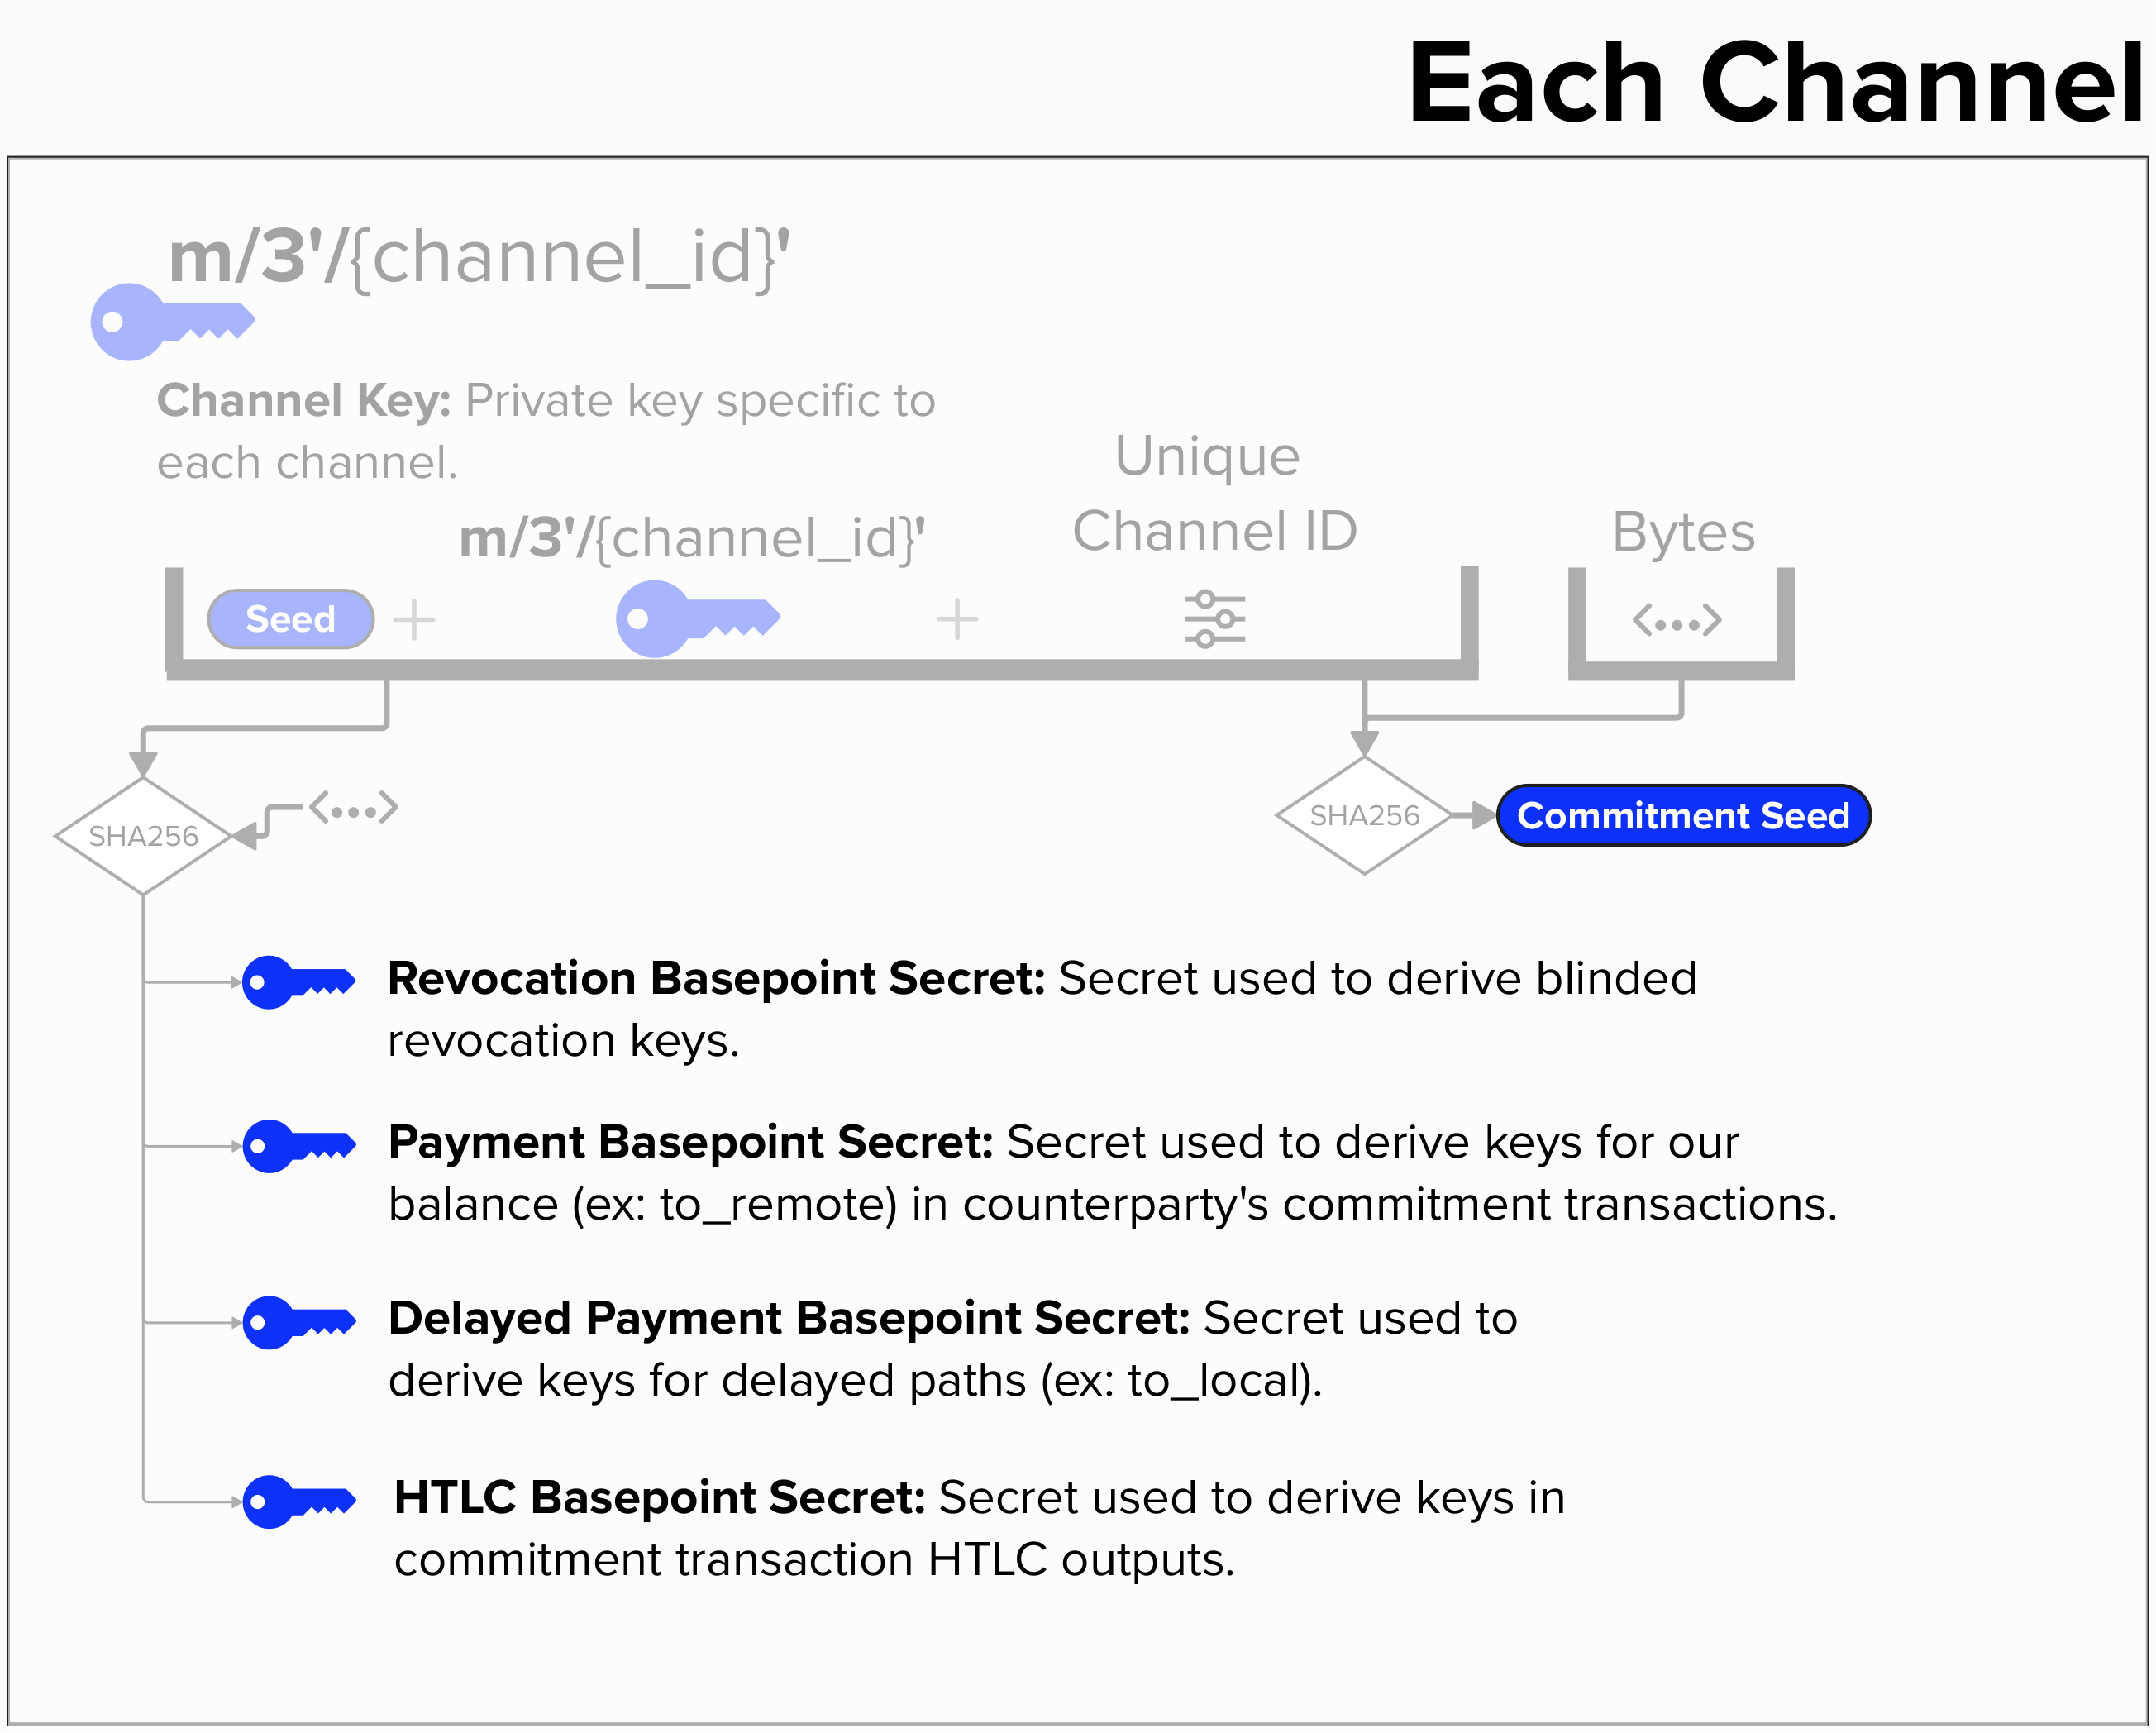 Each Channel
m/3'/{channel_id}'
Channel Key: Private key specific to
each channel.
Unique
Channel ID
m/3'/{channel_id}'
Bytes
Seed
SHA256
SHA256
Commitment Seed
Revocation Basepoint Secret: Secret used to derive blinded
revocation keys.
Payment Basepoint Secret: Secret used to derive keys for our
balance (ex: to_remote) in counterparty's commitment transactions.
Delayed Payment Basepoint Secret: Secret used to
derive keys for delayed paths (ex: to_local).
HTLC Basepoint Secret: Secret used to derive keys in
commitment transaction HTLC outputs.